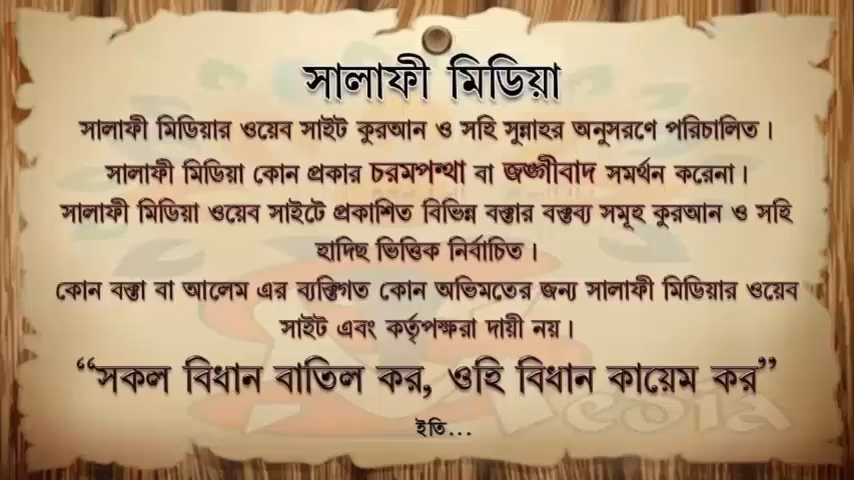 সালাফী মিডিয়া
সালাফী মিডিয়ার ওয়েব সাইট কুরআন ও সহি সুন্নাহর অনুসরণে পরিচালিত।
সালাফী মিডিয়া কোন প্রকার চরমপন্থা বা জঙ্গীবাদ সমর্থন করেনা।
সালাফী মিডিয়া ওয়েব সাইটে প্রকাশিত বিভিন্ন বক্তার বক্তব্য সমূহ কুরআন ও সহি
হাদিছ ভিত্তিক নির্বাচিত।
কোন বক্তা বা আলেম এর ব্যক্তিগত কোন অভিমতের জন্য সালাফী মিডিয়ার ওয়েব
সাইট এবং কর্তৃপক্ষরা দায়ী নয়।
“সকল বিধান বাতিল কর, ওহি বিধান কায়েম কর”
ইতি...